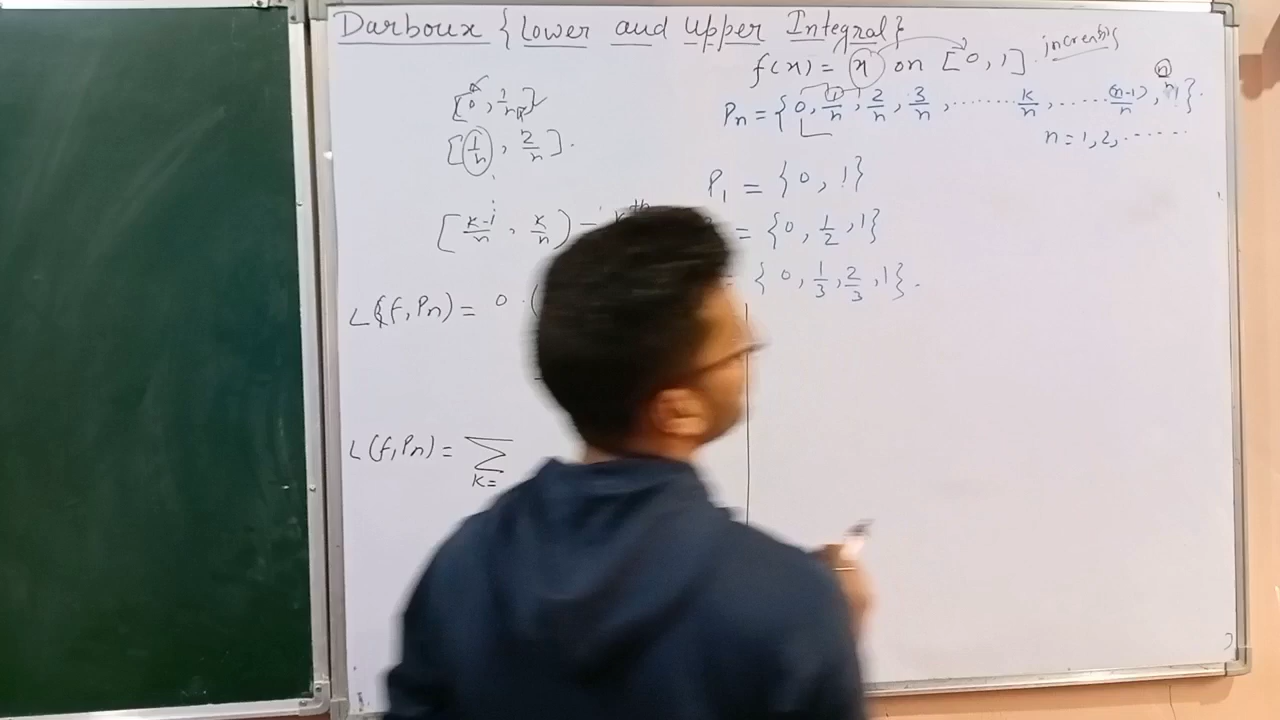 Darboux {Lower and Upper Integral}
f(x) = x on [0, 1]. increasing
Pn = {0, 1/n, 2/n, 3/n, ........ k/n, ...... (n-1)/n, n/n, 1}.
n = 1, 2, ......
[0, 1/n]
[1/n, 2/n].
P1 = {0, 1}
[k-1/n, k/n) - kth
= {0, 1/2, 1}
{0, 1/3, 2/3, 1}.
L(f, Pn) = 0 . (
L(f, Pn) = Σ k=